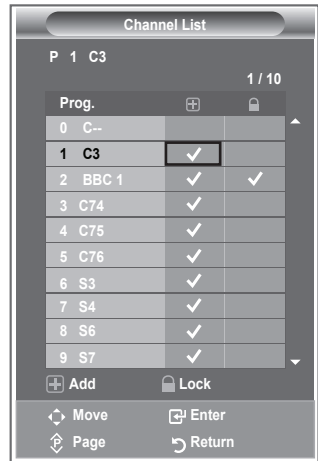 Channel List
P 1 C3
1 / 10
Prog.
0 C--
1 C3
2 BBC 1
3 C74
4 C75
5 C76
6 S3
7 S4
8 S6
9 S7
Add Lock
Move Enter
Page Return